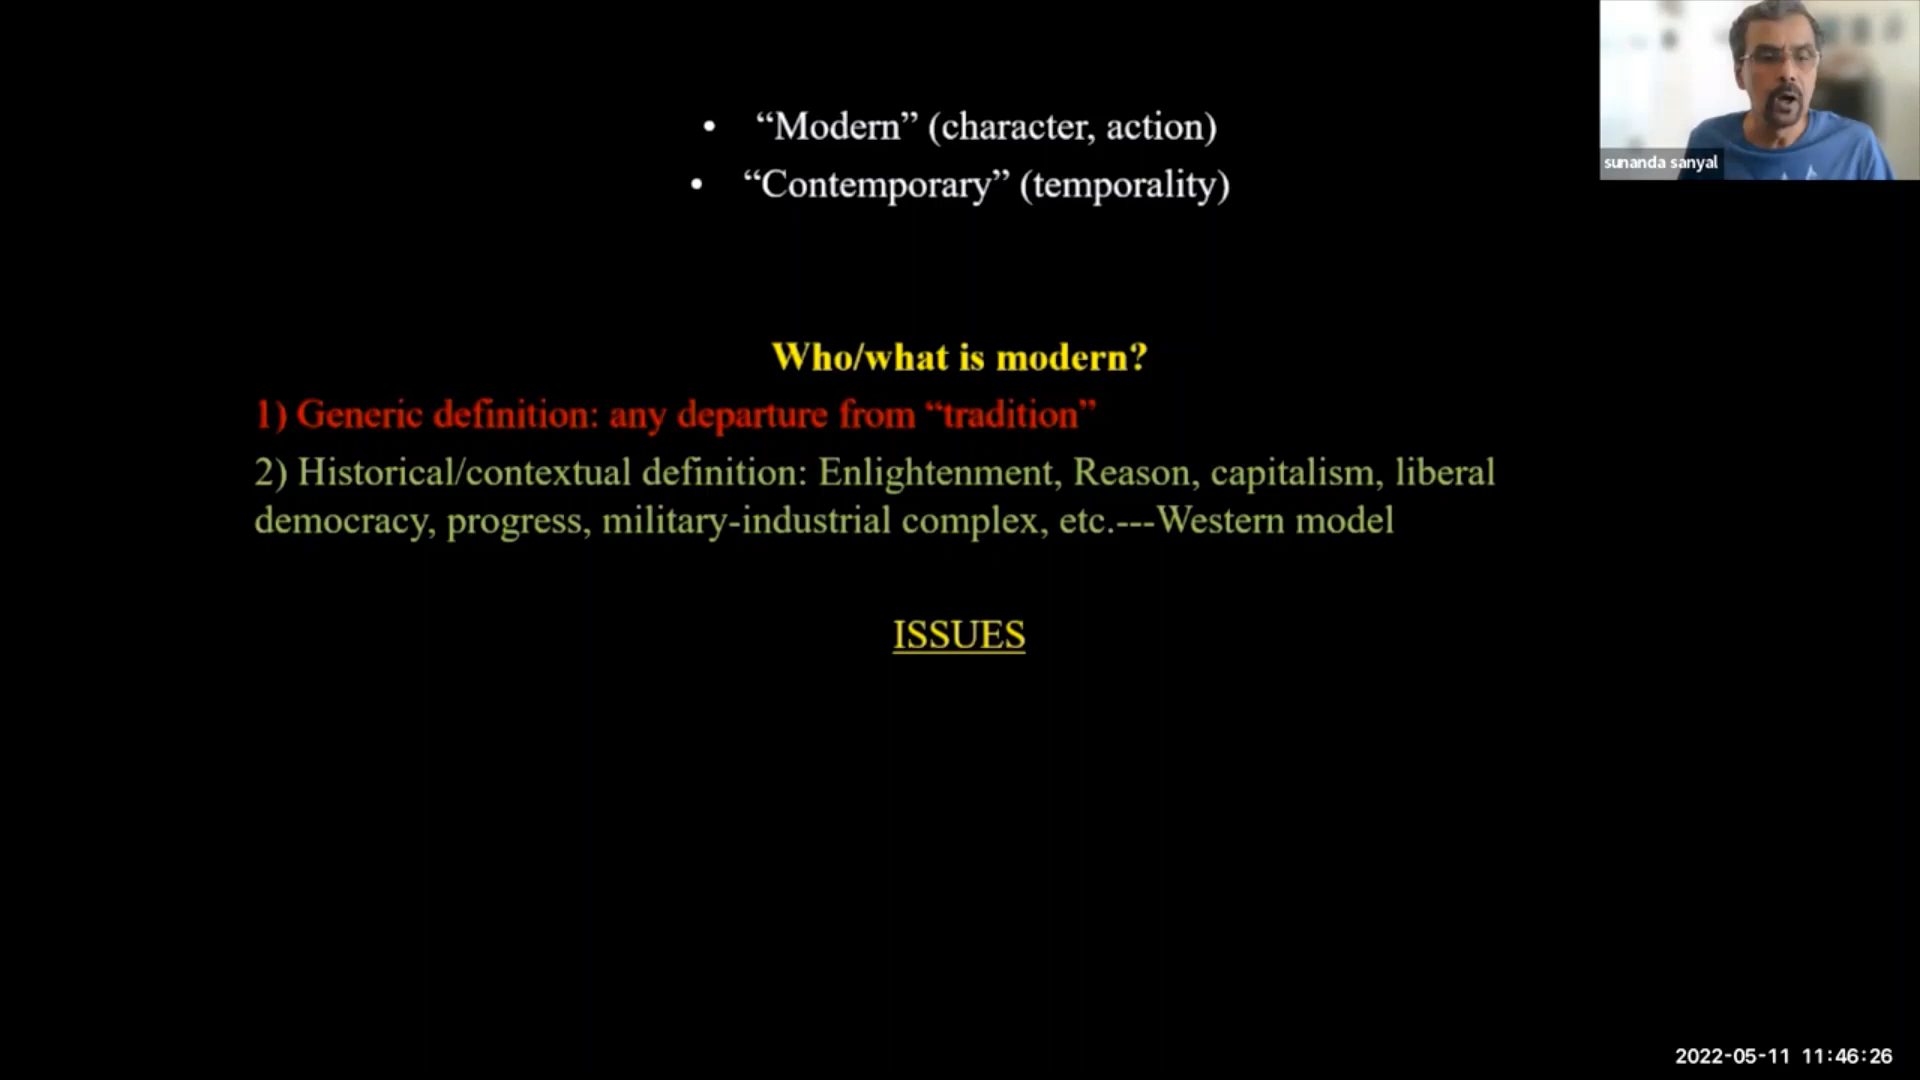 • “Modern” (character, action)
• “Contemporary” (temporality)
sunanda sanyal
Who/what is modern?
1) Generic definition: any departure from “tradition”
2) Historical/contextual definition: Enlightenment, Reason, capitalism, liberal
democracy, progress, military-industrial complex, etc.---Western model
ISSUES
2022-05-11 11:46:26